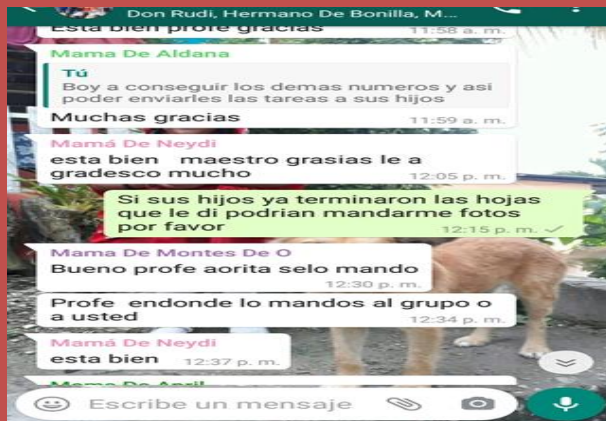 Don Rudi, Hermano De Bonilla, M...
Esta bien profe gracias 11:58 a. m.
Mama De Aldana
Tú
Boy a conseguir los demas numeros y asi
poder enviarles las tareas a sus hijos
Muchas gracias 11:59 a. m.
Mamá De Neydi
esta bien maestro grasias le a
gradesco mucho 12:05 p. m.
Si sus hijos ya terminaron las hojas
que le di podrian mandarme fotos
por favor 12:15 p. m.
Mama De Montes De O
Bueno profe aorita selo mando
12:30 p. m.
Profe endonde lo mandos al grupo o
a usted 12:34 p. m.
Mamá De Neydi
esta bien 12:37 p. m.
Mama De April
Escribe un mensaje